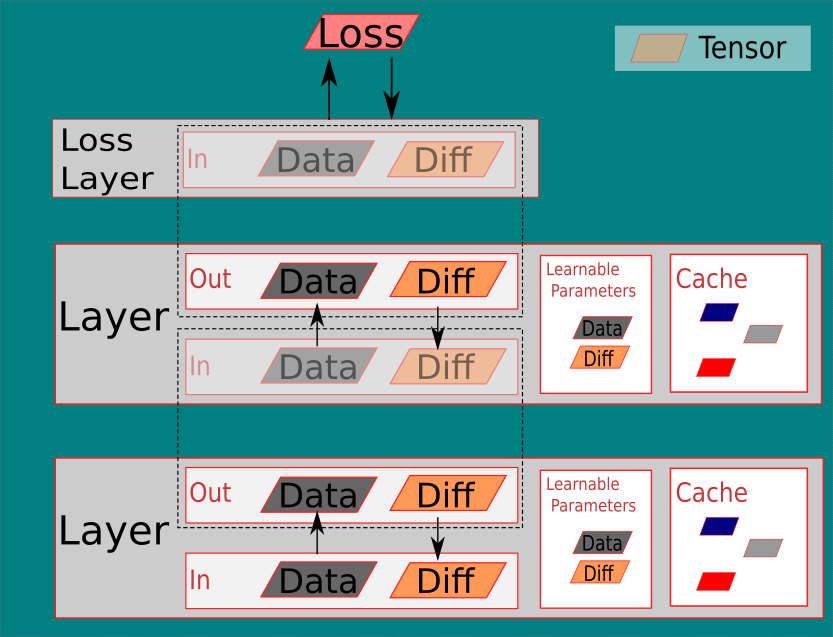 Loss
Tensor
Loss
Layer
In Data Diff
Out Data Diff
Layer
In Data Diff
Learnable
Parameters
Data
Diff
Cache
Out Data Diff
Layer
In Data Diff
Learnable
Parameters
Data
Diff
Cache